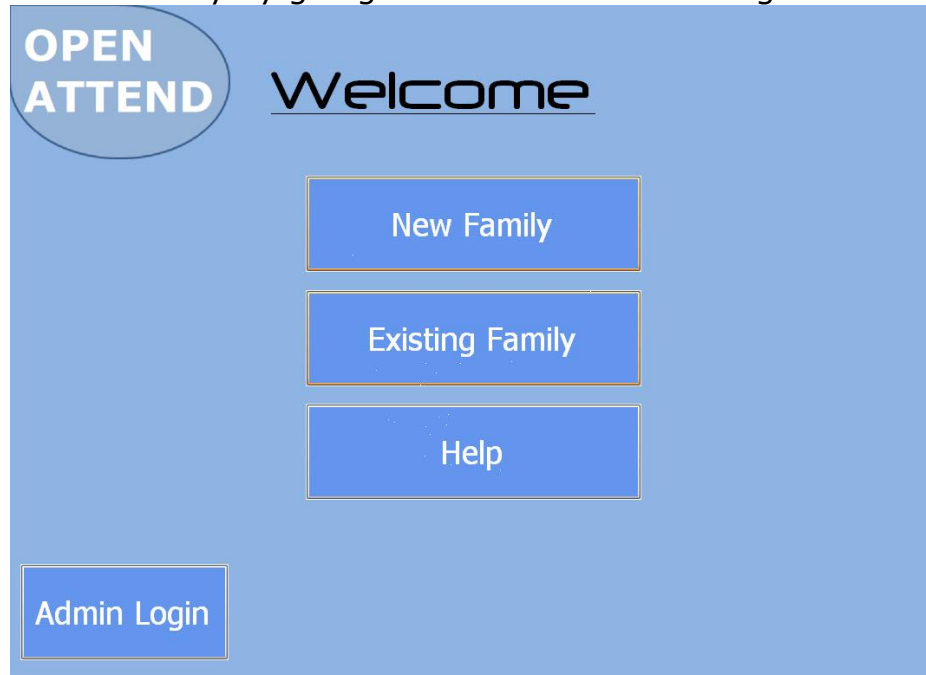 OPEN
ATTEND
Welcome
New Family
Existing Family
Help
Admin Login